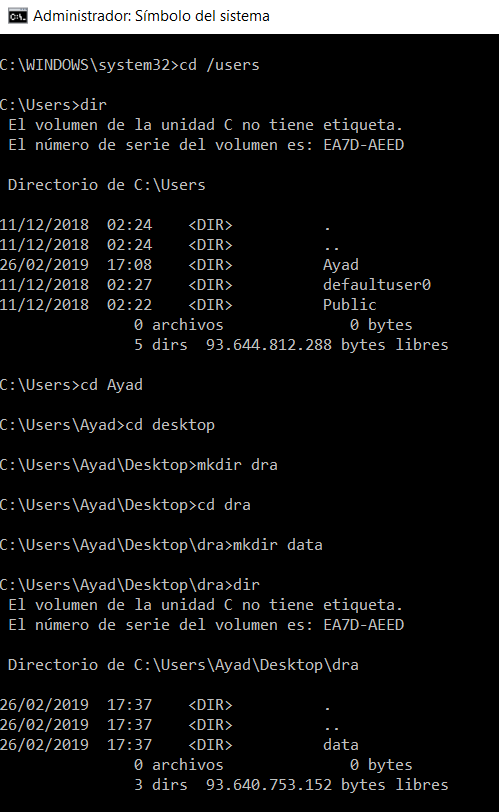 Administrador: Símbolo del sistema
C:\WINDOWS\system32>cd /users
C:\Users>dir
 El volumen de la unidad C no tiene etiqueta.
 El número de serie del volumen es: EA7D-AEED
 Directorio de C:\Users
11/12/2018  02:24    <DIR>          .
11/12/2018  02:24    <DIR>          ..
26/02/2019  17:08    <DIR>          Ayad
11/12/2018  02:27    <DIR>          defaultuser0
11/12/2018  02:22    <DIR>          Public
               0 archivos              0 bytes
               5 dirs  93.644.812.288 bytes libres
C:\Users>cd Ayad
C:\Users\Ayad>cd desktop
C:\Users\Ayad\Desktop>mkdir dra
C:\Users\Ayad\Desktop>cd dra
C:\Users\Ayad\Desktop\dra>mkdir data
C:\Users\Ayad\Desktop\dra>dir
 El volumen de la unidad C no tiene etiqueta.
 El número de serie del volumen es: EA7D-AEED
 Directorio de C:\Users\Ayad\Desktop\dra
26/02/2019  17:37    <DIR>          .
26/02/2019  17:37    <DIR>          ..
26/02/2019  17:37    <DIR>          data
               0 archivos              0 bytes
               3 dirs  93.640.753.152 bytes libres